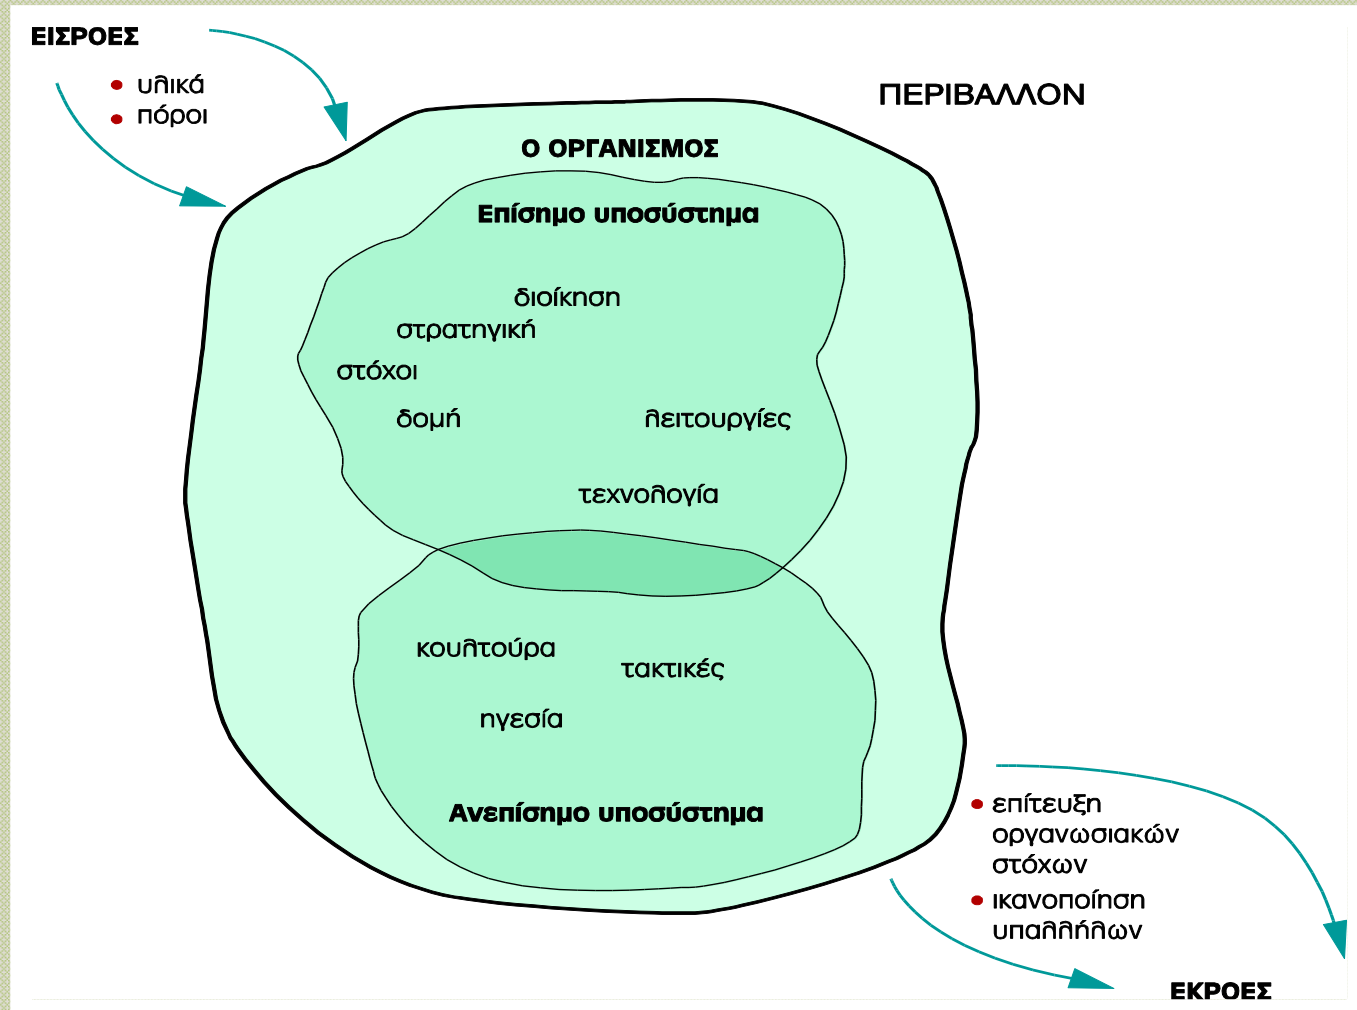 ΕΙΣΡΟΕΣ
• υλικά
• πόροι
ΠΕΡΙΒΑΛΛΟΝ
Ο ΟΡΓΑΝΙΣΜΟΣ
Επίσημο υποσύστημα
διοίκηση
στρατηγική
στόχοι
δομή
λειτουργίες
τεχνολογία
κουλτούρα
τακτικές
ηγεσία
Ανεπίσημο υποσύστημα
• επίτευξη
οργανωσιακών
στόχων
• ικανοποίηση
υπαλλήλων
ΕΚΡΟΕΣ